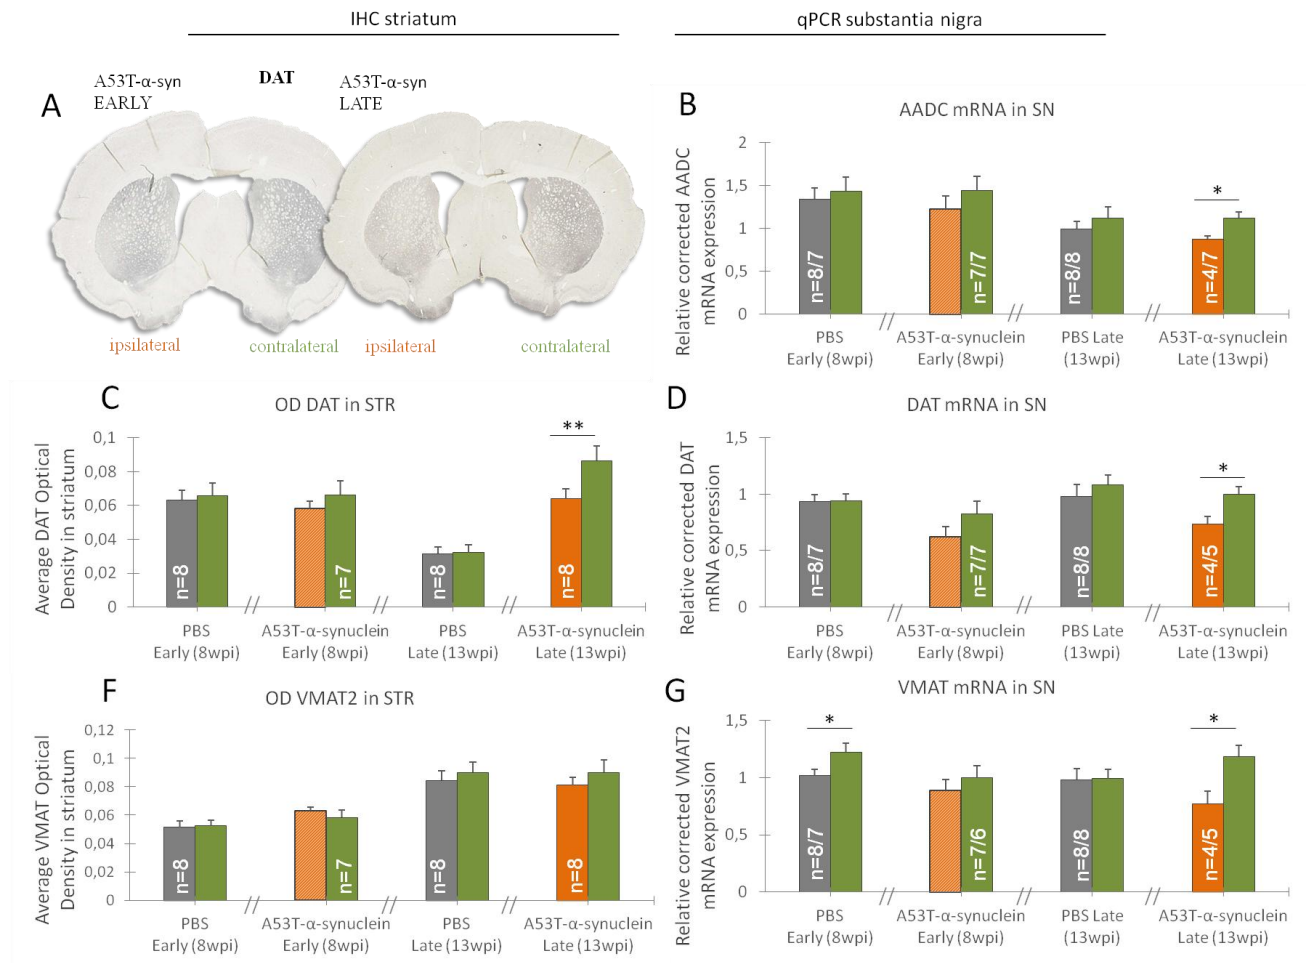 IHC striatum
qPCR substantia nigra
A53T-α-syn
EARLY
DAT
A53T-α-syn
LATE
A
ipsilateral
contralateral
ipsilateral
contralateral
B
AADC mRNA in SN
Relative corrected AADC
mRNA expression
2
1,5
1
0,5
0
*
n=8/7
n=7/7
n=8/8
n=4/7
//
//
//
PBS
Early (8wpi)
A53T-α-synuclein
Early (8wpi)
PBS Late
(13wpi)
A53T-α-synuclein
Late (13wpi)
C
OD DAT in STR
Average DAT Optical
Density in striatum
0,1
0,08
0,06
0,04
0,02
0
**
n=8
n=7
n=8
n=8
//
//
//
PBS
Early (8wpi)
A53T-α-synuclein
Early (8wpi)
PBS
Late (13wpi)
A53T-α-synuclein
Late (13wpi)
D
DAT mRNA in SN
Relative corrected DAT
mRNA expression
1,5
1
0,5
0
*
n=8/7
n=7/7
n=8/8
n=4/5
//
//
//
PBS
Early (8wpi)
A53T-α-synuclein
Early (8wpi)
PBS Late
(13wpi)
A53T-α-synuclein
Late (13wpi)
F
OD VMAT2 in STR
Average VMAT Optical
Density in striatum
0,12
0,1
0,08
0,06
0,04
0,02
0
n=8
n=7
n=8
n=8
//
//
//
PBS
Early (8wpi)
A53T-α-synuclein
Early (8wpi)
PBS
Late (13wpi)
A53T-α-synuclein
Late (13wpi)
G
VMAT mRNA in SN
Relative corrected VMAT2
mRNA expression
1,5
1
0,5
0
*
*
n=8/7
n=7/6
n=8/8
n=4/5
//
//
//
PBS
Early (8wpi)
A53T-α-synuclein
Early (8wpi)
PBS Late
(13wpi)
A53T-α-synuclein
Late (13wpi)